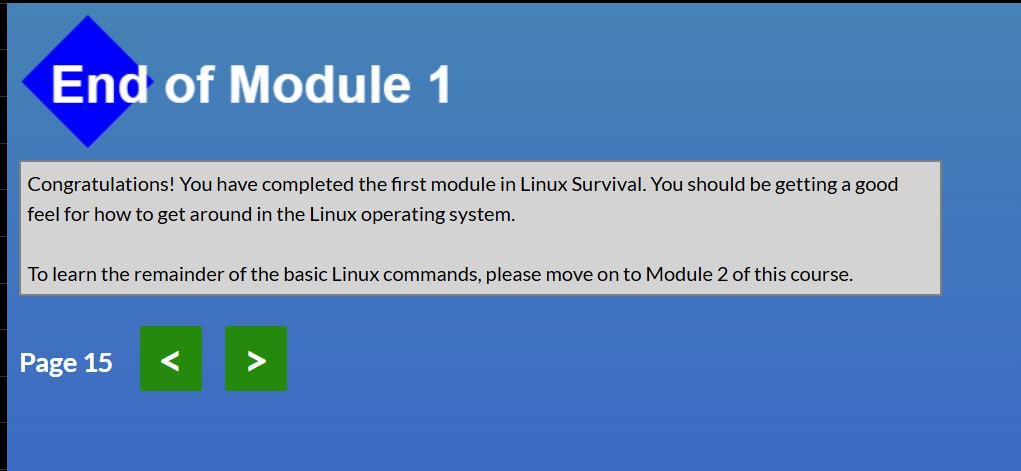 End of Module 1
Congratulations! You have completed the first module in Linux Survival. You should be getting a good
feel for how to get around in the Linux operating system.
To learn the remainder of the basic Linux commands, please move on to Module 2 of this course.
Page 15 < >